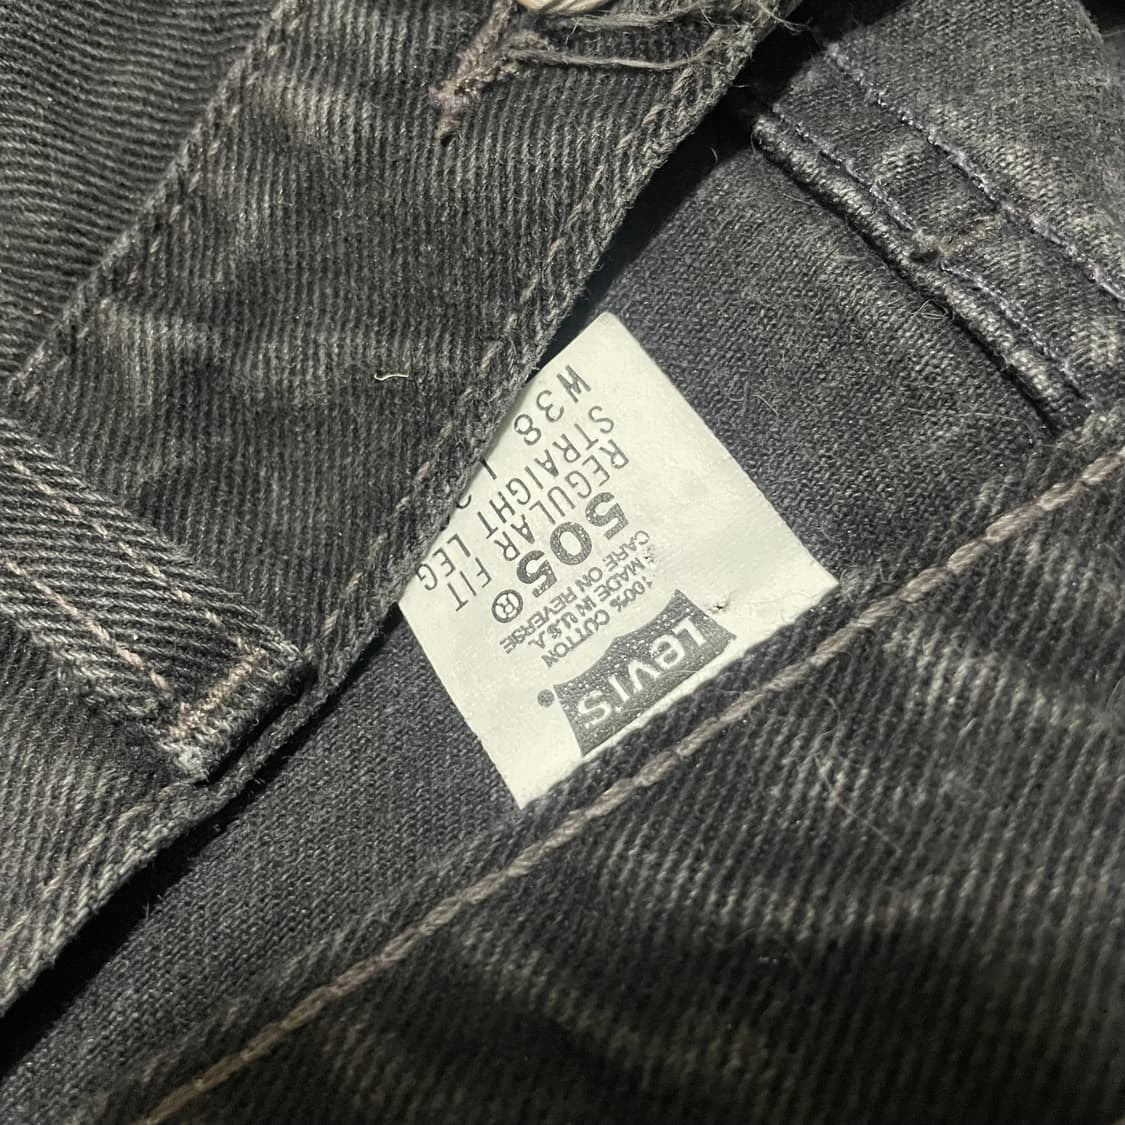 Levi's
100% COTTON
MADE IN U.S.A.
CARE ON REVERSE
505®
REGULAR FIT
STRAIGHT LEG
W38 L